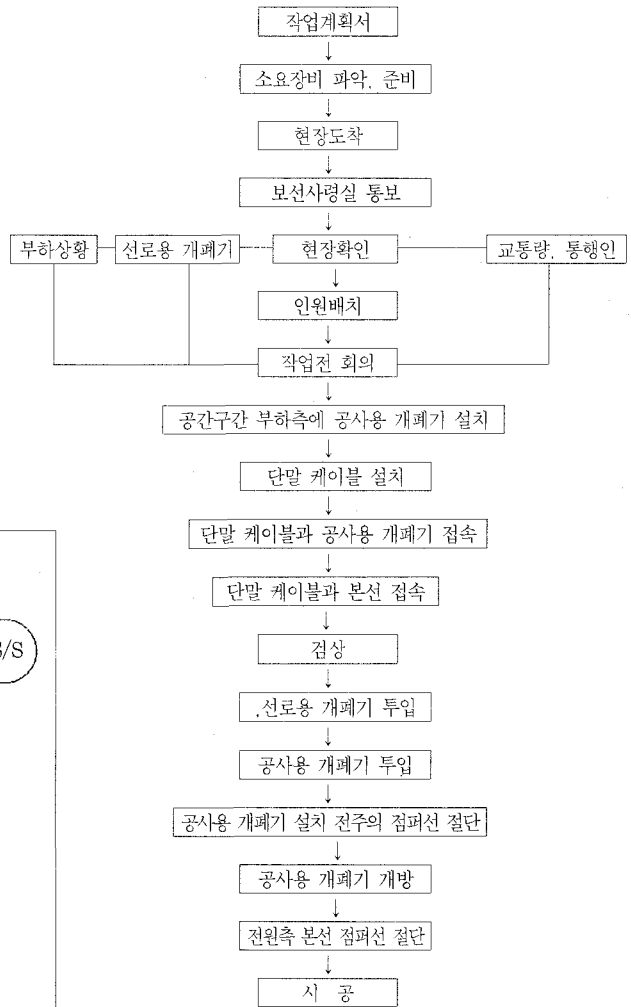 작업계획서
소요장비 파악, 준비
현장도착
보선사령실 통보
부하상황 선로용 개폐기 현장확인 교통량, 통행인
인원배치
작업전 회의
공간구간 부하측에 공사용 개폐기 설치
단말 케이블 설치
단말 케이블과 공사용 개폐기 접속
단말 케이블과 본선 접속
/S
검상
선로용 개폐기 투입
공사용 개폐기 투입
공사용 개폐기 설치 전주의 점퍼선 절단
공사용 개폐기 개방
전원측 본선 점퍼선 절단
시 공